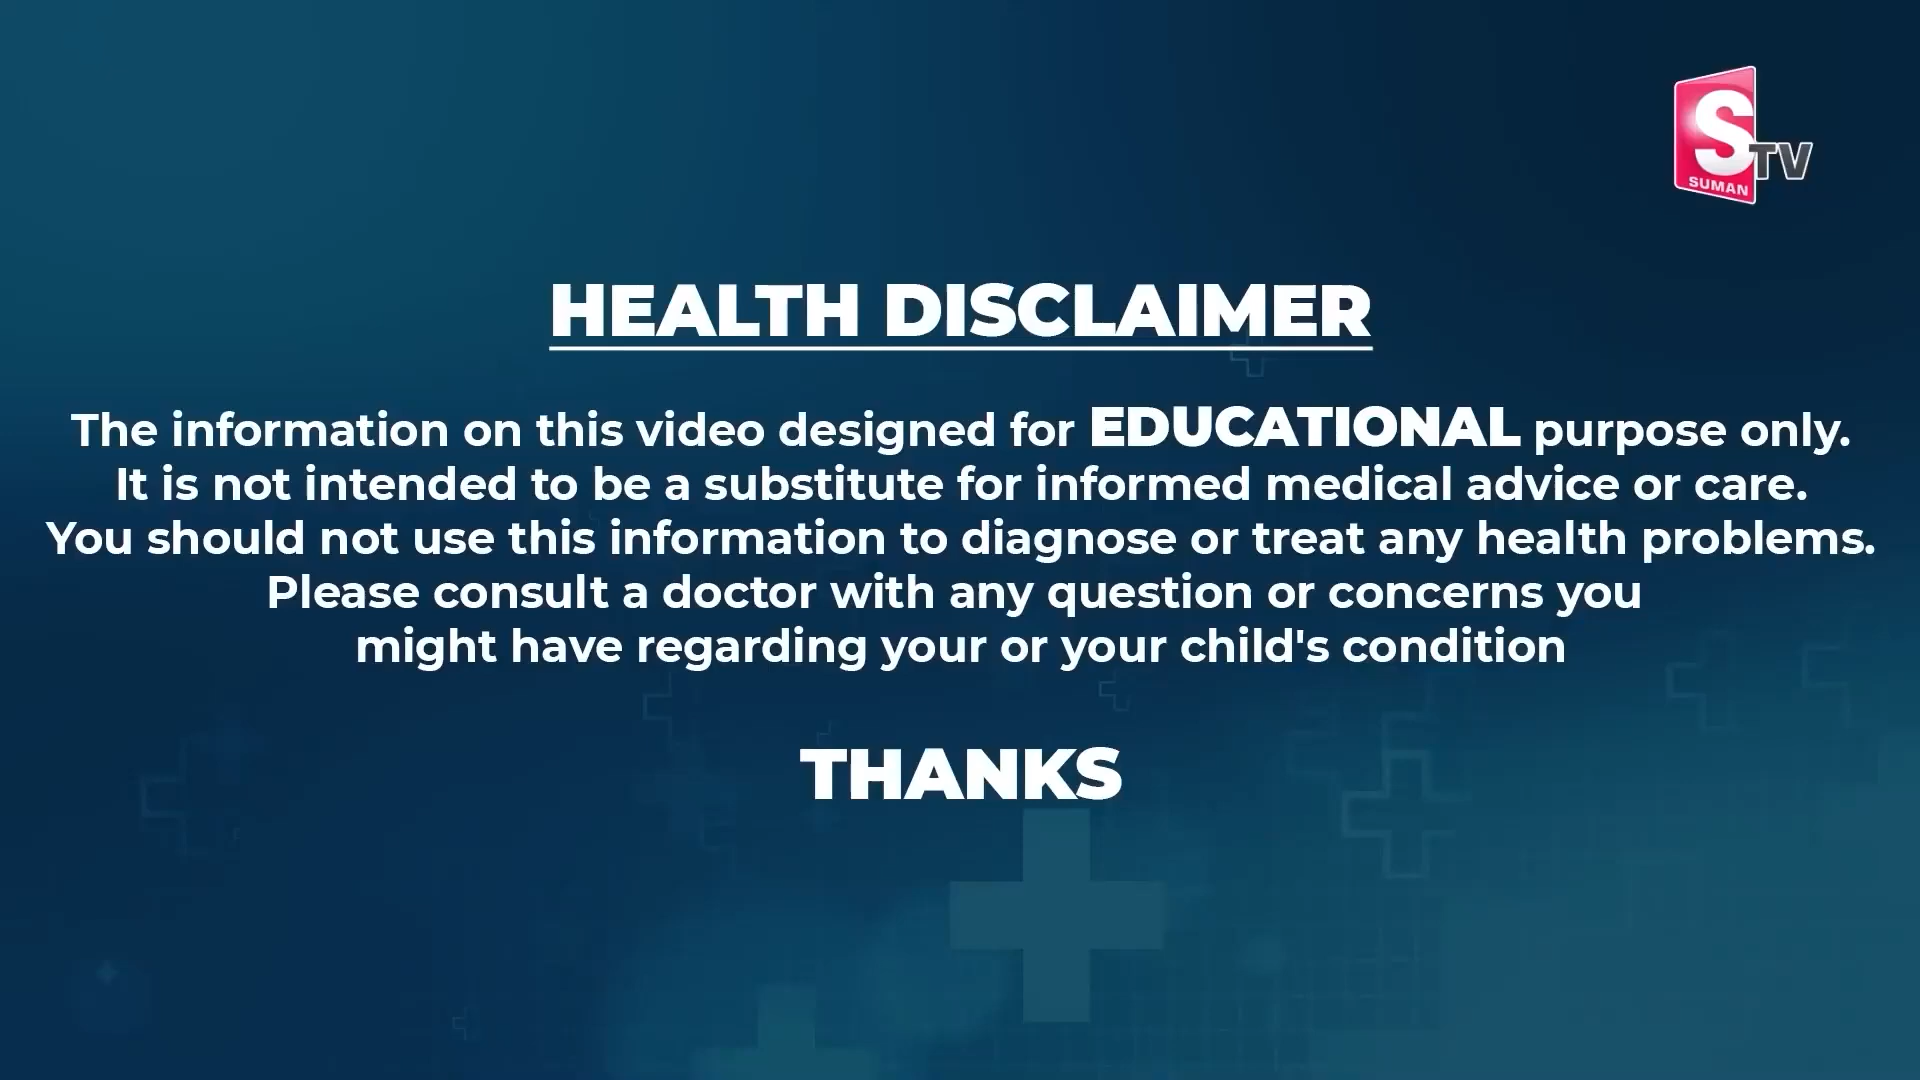 S TV
SUMAN
HEALTH DISCLAIMER
The information on this video designed for EDUCATIONAL purpose only.
It is not intended to be a substitute for informed medical advice or care.
You should not use this information to diagnose or treat any health problems.
Please consult a doctor with any question or concerns you
might have regarding your or your child's condition
THANKS